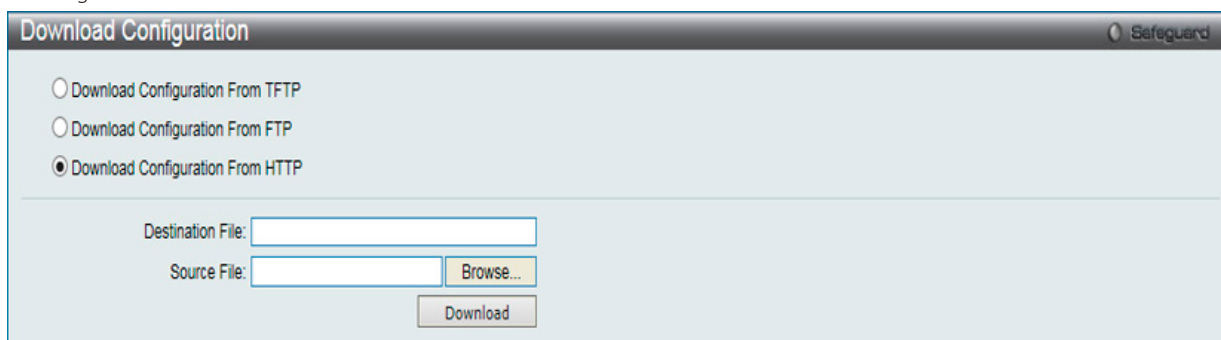 Download Configuration
Safeguard
Download Configuration From TFTP
Download Configuration From FTP
Download Configuration From HTTP
Destination File:
Source File:
Browse...
Download